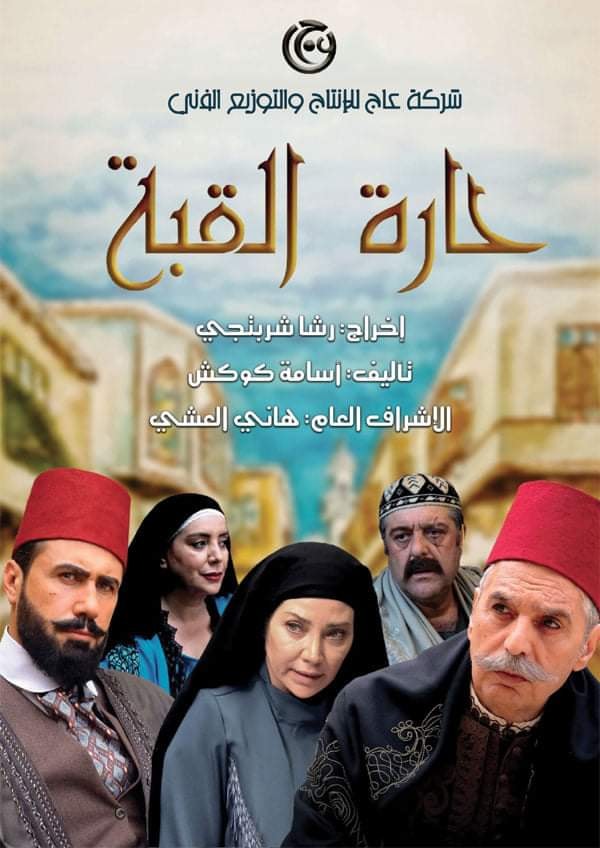 شركة عاج للإنتاج والتوزيع الفني
حارة القبة
إخراج: رشا شربتجي
تاليف: أسامة كوكش
الاشراف العام: هاني العشي